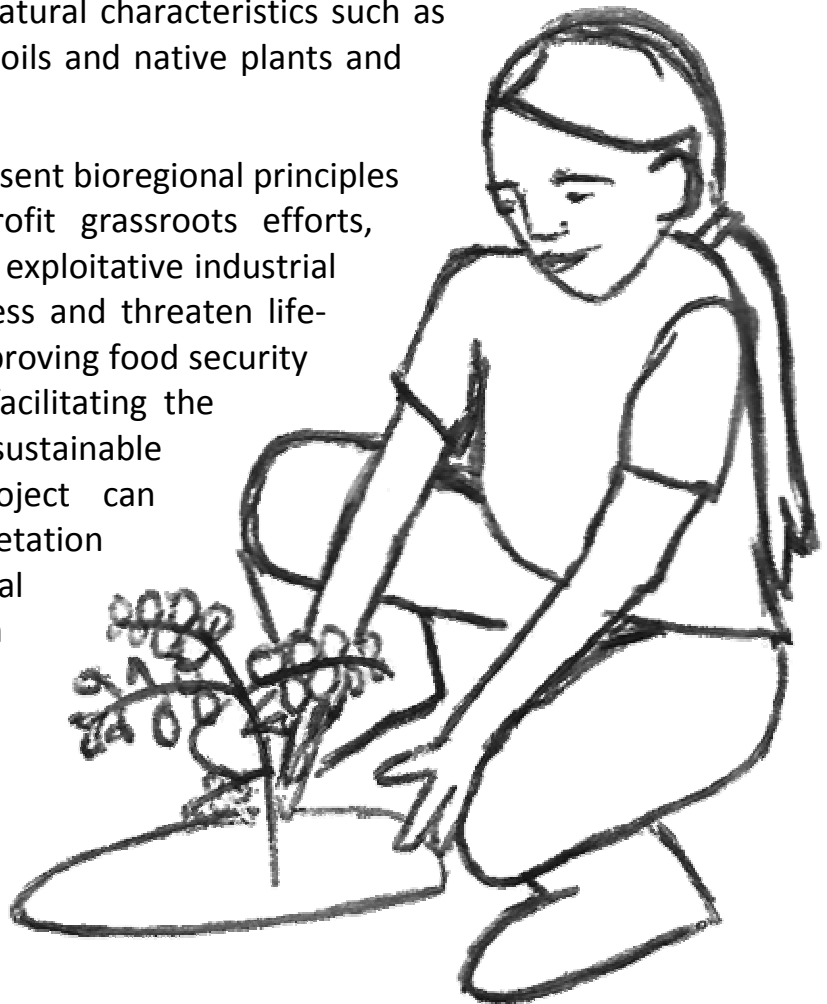 atural characteristics such as
oils and native plants and
sent bioregional principles
rofit grassroots efforts,
exploitative industrial
ess and threaten life-
proving food security
facilitating the
sustainable
oject can
etation
al